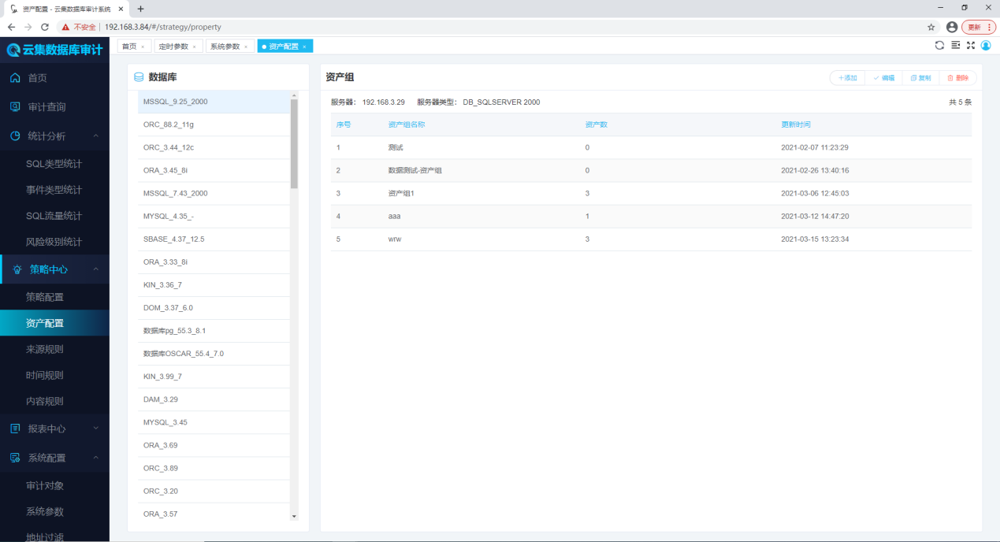 资产配置 - 云集数据库审计系统
不安全 192.168.3.84/#/strategy/property 更新
云集数据库审计
首页 定时参数 系统参数 资产配置
首页
审计查询
统计分析
SQL类型统计
事件类型统计
SQL流量统计
风险级别统计
策略中心
策略配置
资产配置
来源规则
时间规则
内容规则
报表中心
系统配置
审计对象
系统参数
地址过滤
数据库
MSSQL_9.25_2000
ORC_88.2_11g
ORC_3.44_12c
ORA_3.45_8i
MSSQL_7.43_2000
MYSQL_4.35_-
SBASE_4.37_12.5
ORA_3.33_8i
KIN_3.36_7
DOM_3.37_6.0
数据库pg_55.3_8.1
数据库OSCAR_55.4_7.0
KIN_3.99_7
DAM_3.29
MYSQL_3.45
ORA_3.69
ORC_3.89
ORC_3.20
ORA_3.57
资产组 +添加 编辑 复制 删除
服务器： 192.168.3.29 服务器类型： DB_SQLSERVER 2000 共 5 条
序号 资产组名称 资产数 更新时间
1 测试 0 2021-02-07 11:23:29
2 数据测试-资产组 0 2021-02-26 13:40:16
3 资产组1 3 2021-03-06 12:45:03
4 aaa 1 2021-03-12 14:47:20
5 wrw 3 2021-03-15 13:23:34